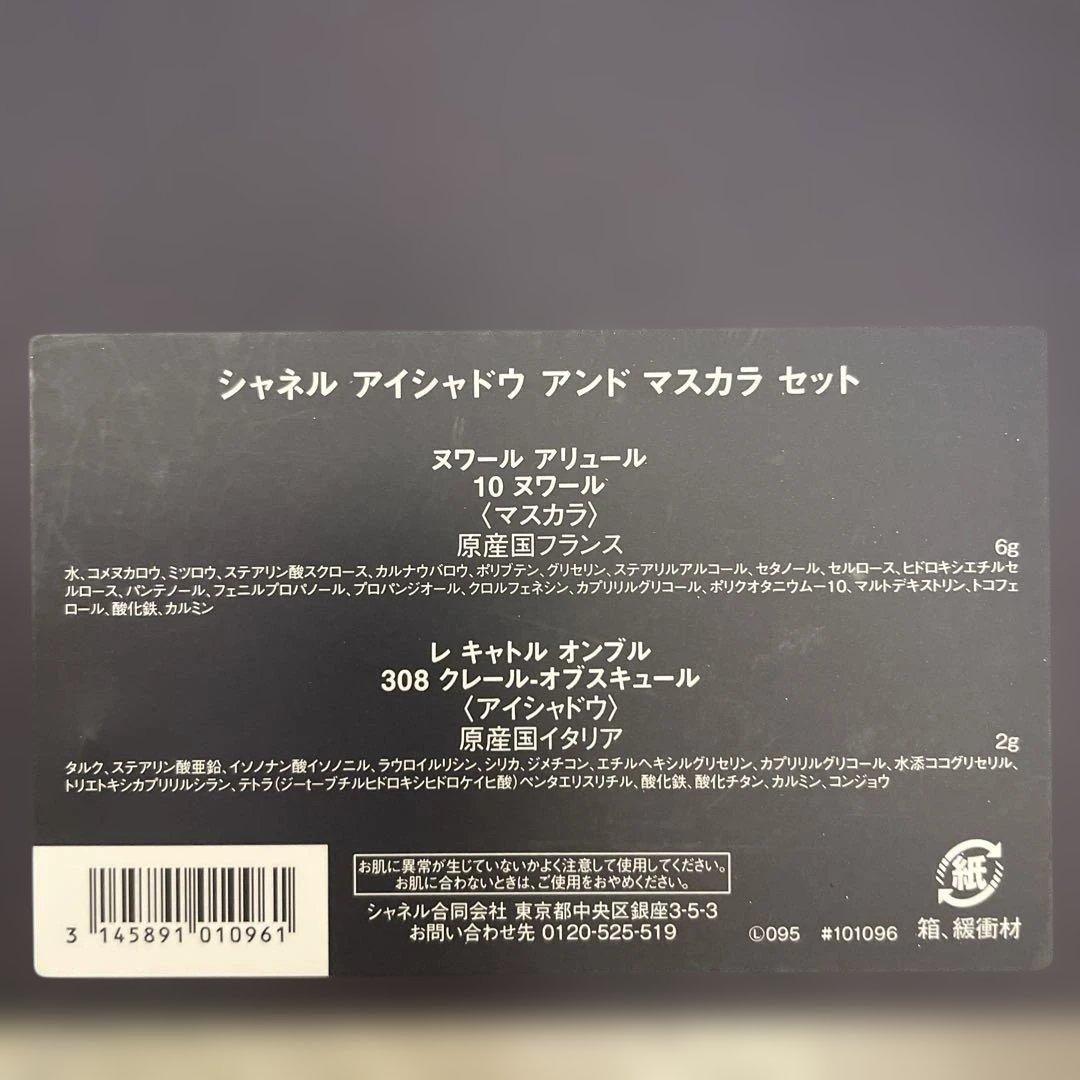 シャネル アイシャドウ アンド マスカラ セット
ヌワール アリュール
10 ヌワール
〈マスカラ〉
原産国フランス
6g
水、コメヌカロウ、ミツロウ、ステアリン酸スクロース、カルナウバロウ、ポリブテン、グリセリン、ステアリルアルコール、セタノール、セルロース、ヒドロキシエチルセ
ルロース、パンテノール、フェニルプロパノール、プロパンジオール、クロルフェネシン、カプリリルグリコール、ポリクオタニウムー10、マルトデキストリン、トコフェ
ロール、酸化鉄、カルミン
レ キャトル オンブル
308 クレール-オブスキュール
〈アイシャドウ〉
原産国イタリア
2g
タルク、ステアリン酸亜鉛、イソノナン酸イソノニル、ラウロイルリシン、シリカ、ジメチコン、エチルヘキシルグリセリン、カプリリルグリコール、水添ココグリセリル、
トリエトキシカプリリルシラン、テトラ(ジーtーブチルヒドロキシヒドロケイヒ酸)ペンタエリスリチル、酸化鉄、酸化チタン、カルミン、コンジョウ
お肌に異常が生じていないかよく注意して使用してください。
お肌に合わないときは、ご使用をおやめください。
シャネル合同会社 東京都中央区銀座3-5-3
お問い合わせ先 0120-525-519
Ⓛ095 #101096
紙
箱、緩衝材
3 145891 010961